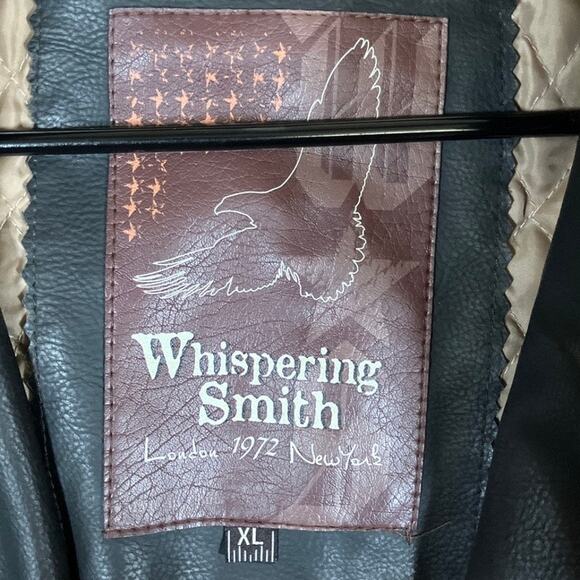 W
Whispering
Smith
London 1972 New York
XL